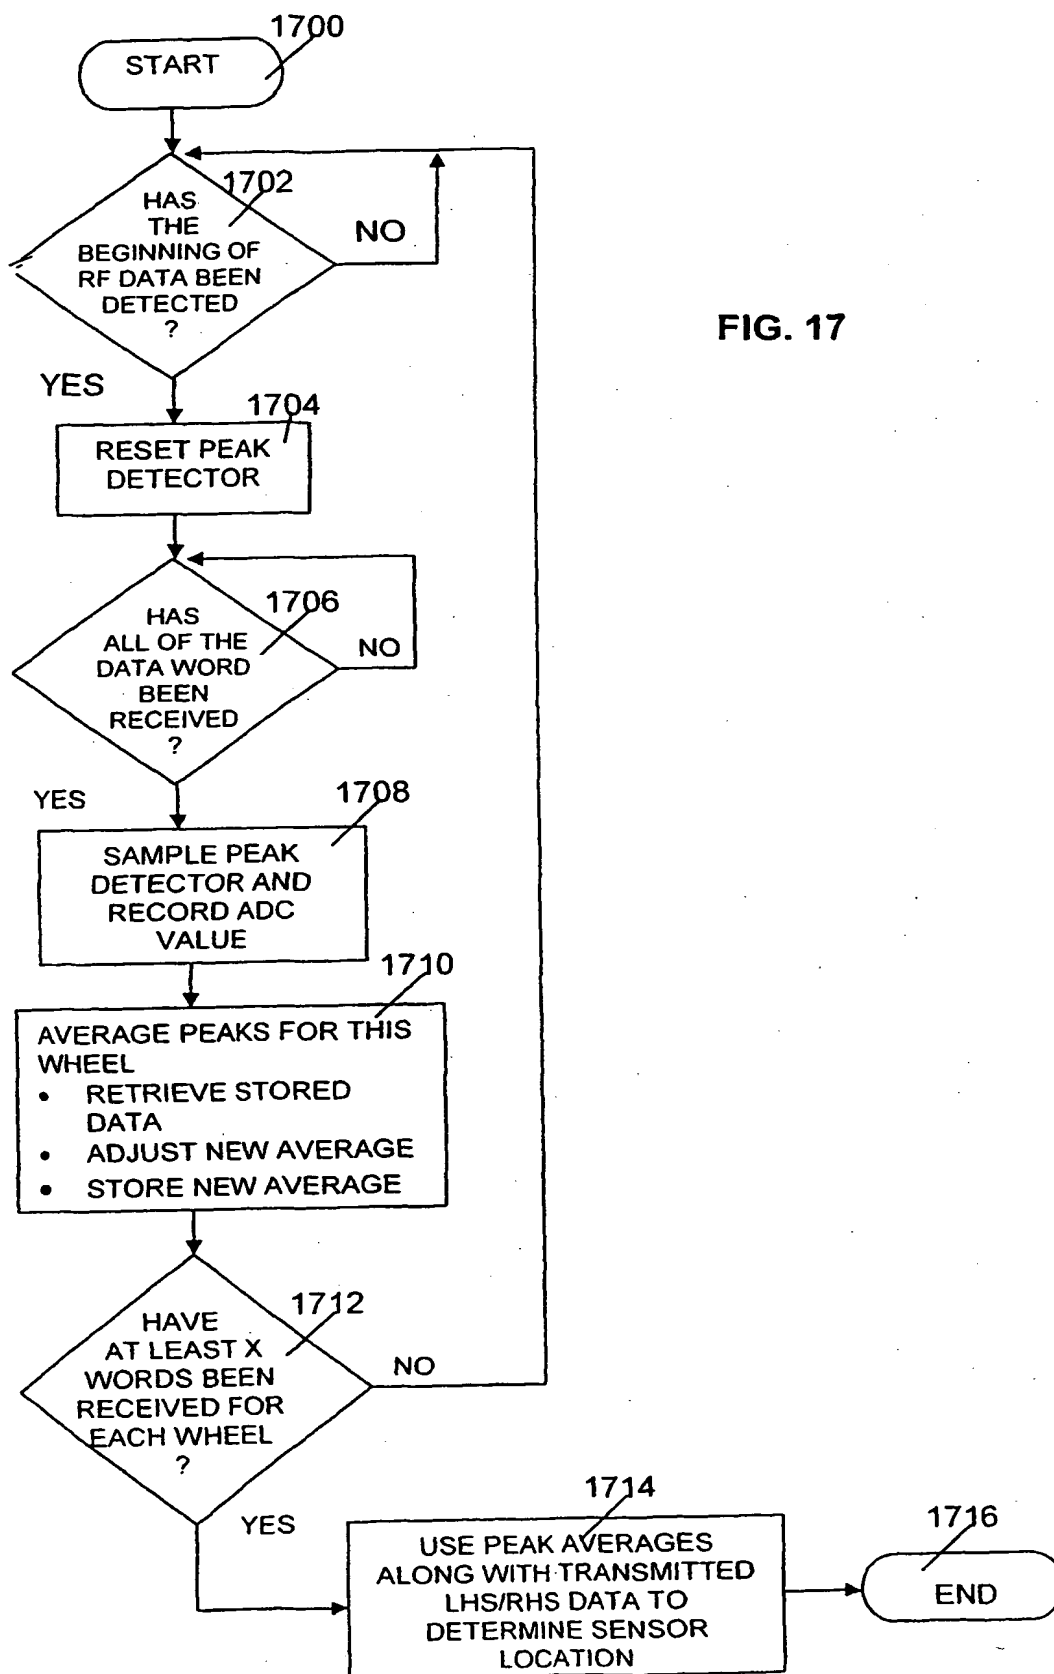 1700
START
1702
HAS
THE
BEGINNING OF
RF DATA BEEN
DETECTED
?
NO
FIG. 17
YES
1704
RESET PEAK
DETECTOR
1706
HAS
ALL OF THE
DATA WORD
BEEN
RECEIVED
?
NO
YES
1708
SAMPLE PEAK
DETECTOR AND
RECORD ADC
VALUE
1710
AVERAGE PEAKS FOR THIS
WHEEL
• RETRIEVE STORED
DATA
• ADJUST NEW AVERAGE
• STORE NEW AVERAGE
1712
HAVE
AT LEAST X
WORDS BEEN
RECEIVED FOR
EACH WHEEL
?
NO
YES
1714
USE PEAK AVERAGES
ALONG WITH TRANSMITTED
LHS/RHS DATA TO
DETERMINE SENSOR
LOCATION
1716
END